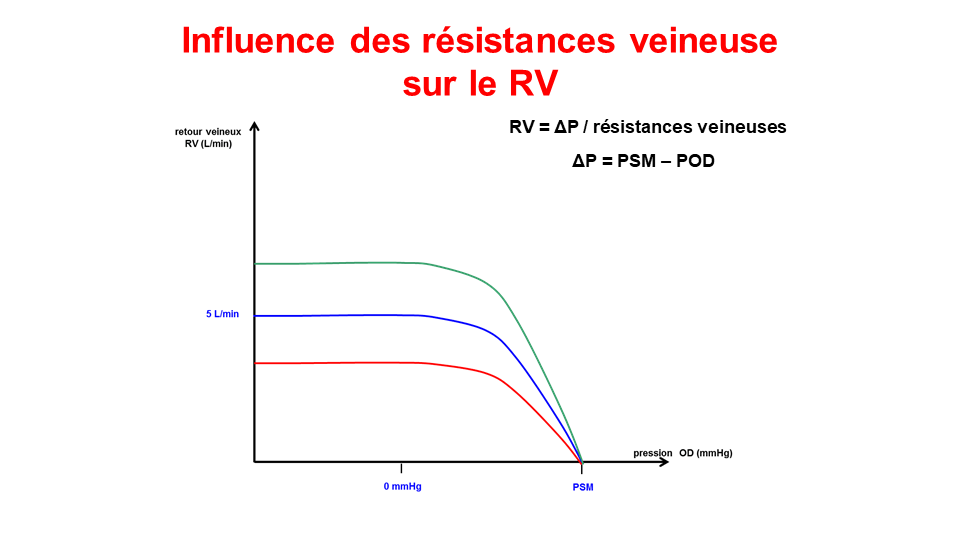 Influence des résistances veineuse
sur le RV
RV = ΔP / résistances veineuses
ΔP = PSM – POD
retour veineux
RV (L/min)
5 L/min
pression OD (mmHg)
0 mmHg
PSM